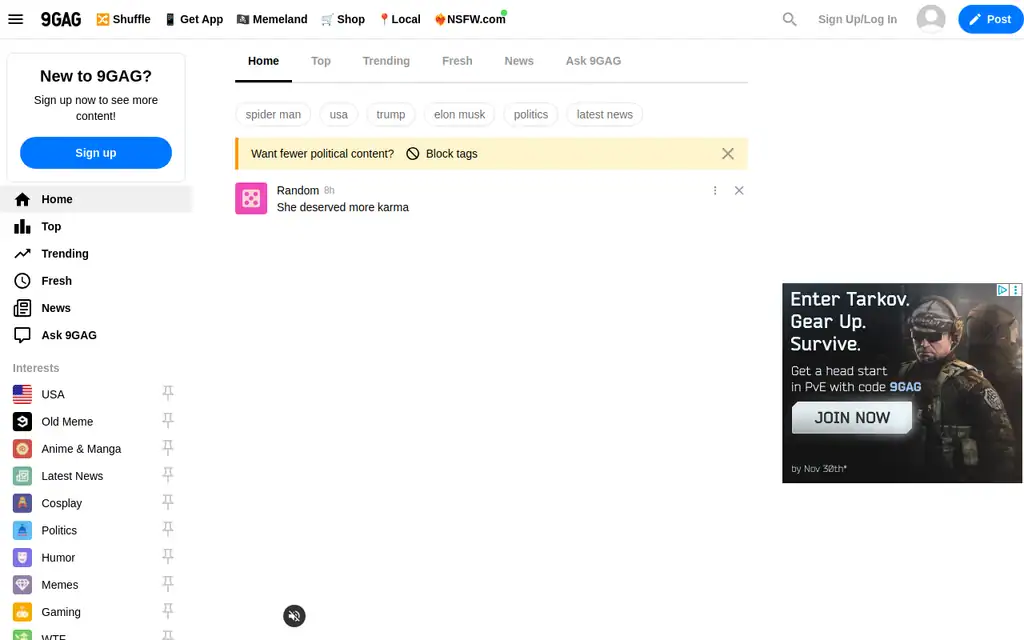 9GAG
Shuffle
Get App
Memeland
Shop
Local
NSFW.com
Sign Up/Log In
Post
New to 9GAG?
Sign up now to see more
content!
Sign up
Home
Top
Trending
Fresh
News
Ask 9GAG
Interests
USA
Old Meme
Anime & Manga
Latest News
Cosplay
Politics
Humor
Memes
Gaming
WTF
Home
Top
Trending
Fresh
News
Ask 9GAG
spider man
usa
trump
elon musk
politics
latest news
Want fewer political content?
Block tags
Random 8h
She deserved more karma
Enter Tarkov.
Gear Up.
Survive.
Get a head start
in PvE with code 9GAG
JOIN NOW
by Nov 30th*